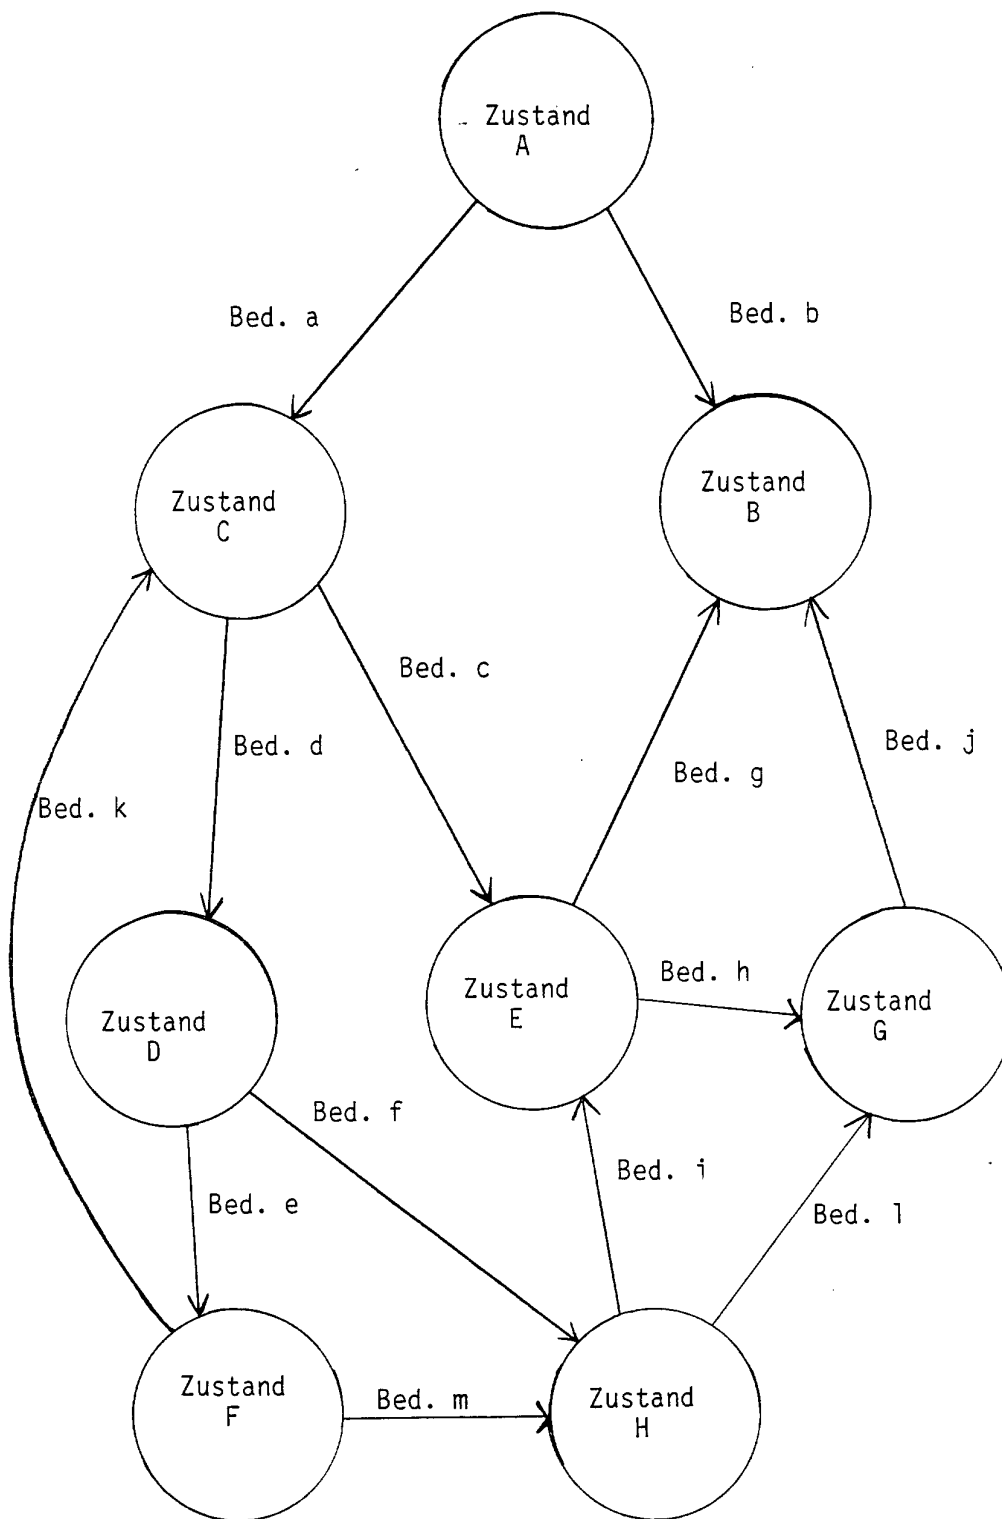 Zustand
A
Bed. a
Bed. b
Zustand
C
Zustand
B
Bed. c
Bed. d
Bed. j
Bed. g
Bed. k
Bed. h
Zustand
E
Zustand
G
Zustand
D
Bed. f
Bed. i
Bed. e
Bed. l
Zustand
F
Bed. m
Zustand
H